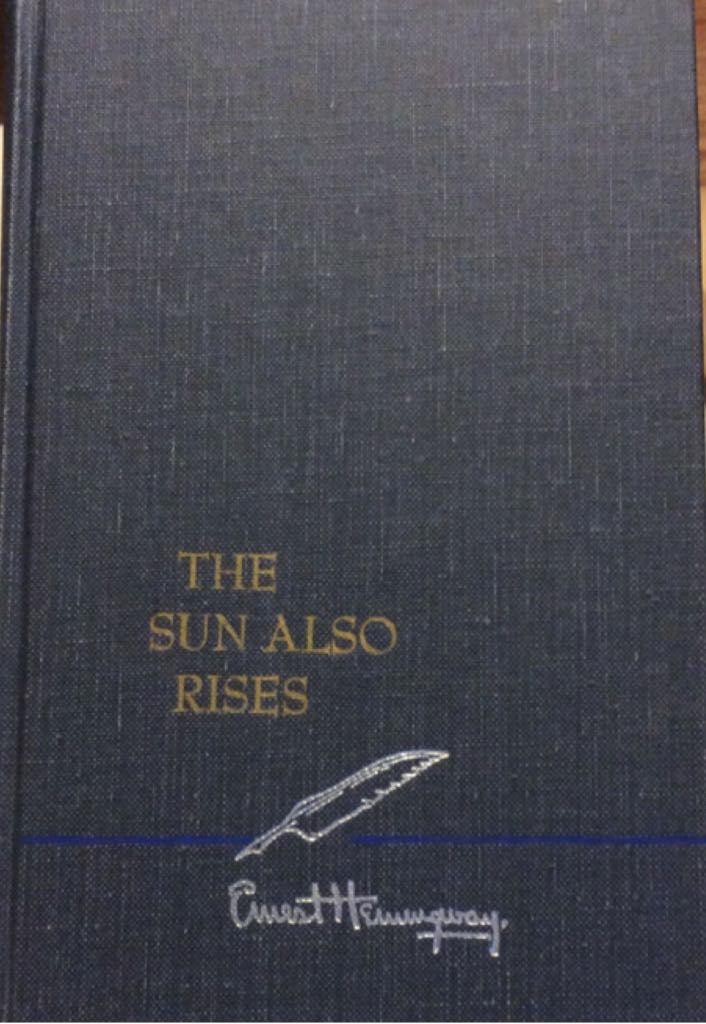 THE
SUN ALSO
RISES
Ernest Hemingway.